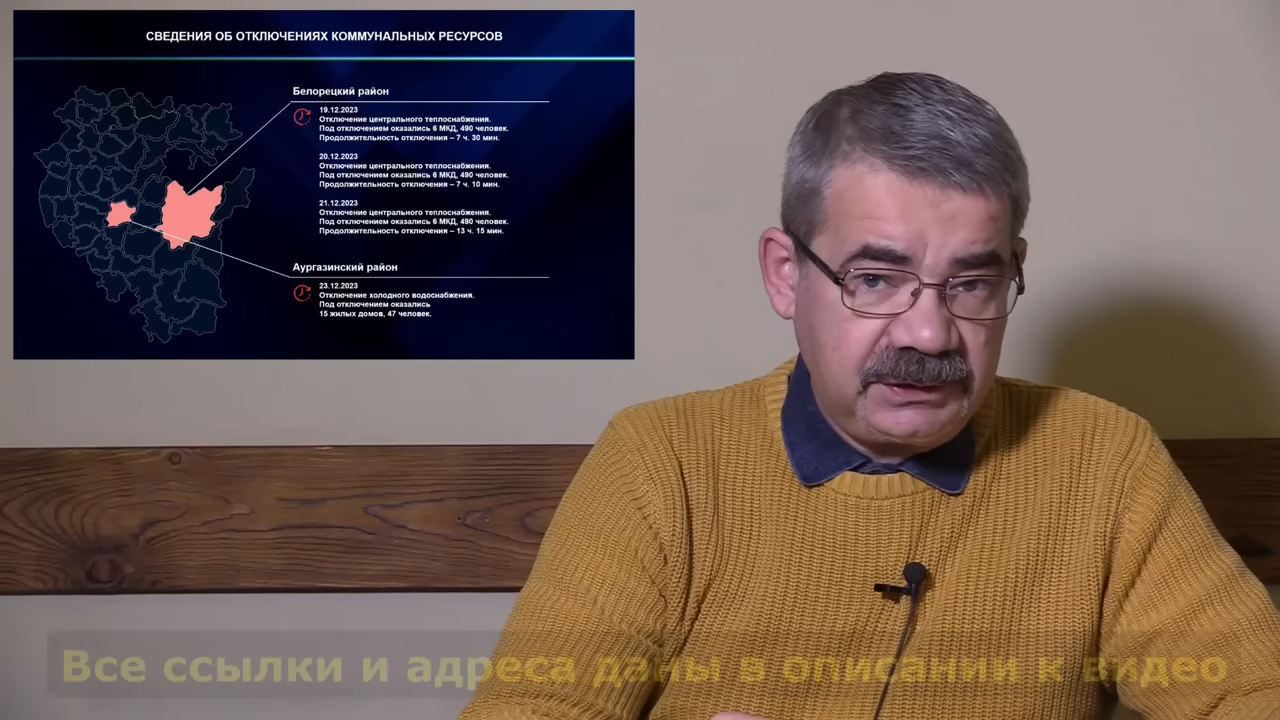 СВЕДЕНИЯ ОБ ОТКЛЮЧЕНИЯХ КОММУНАЛЬНЫХ РЕСУРСОВ
Белорецкий район
19.12.2023
Отключение центрального теплоснабжения.
Под отключением оказались 6 МКД, 490 человек.
Продолжительность отключения – 7 ч. 30 мин.
20.12.2023
Отключение центрального теплоснабжения.
Под отключением оказались 6 МКД, 490 человек.
Продолжительность отключения – 7 ч. 10 мин.
21.12.2023
Отключение центрального теплоснабжения.
Под отключением оказались 6 МКД, 490 человек.
Продолжительность отключения – 13 ч. 15 мин.
Аургазинский район
23.12.2023
Отключение холодного водоснабжения.
Под отключением оказались
15 жилых домов, 47 человек.
Все ссылки и адреса даны в описании к видео